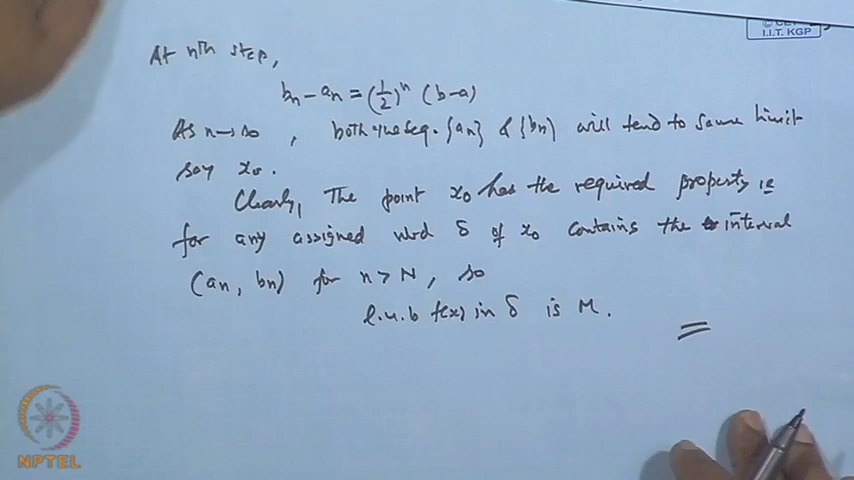 I.I.T. KGP
At nth step,
bn - an = (1/2)^n (b-a)
As n→∞, both the seq. {an} & {bn} will tend to same limit
say x0.
Clearly, The point x0 has the required property ie
for any assigned nbd δ of x0 contains the interval
(an, bn) for n > N, so
l.u.b f(x) in δ is M.
NPTEL